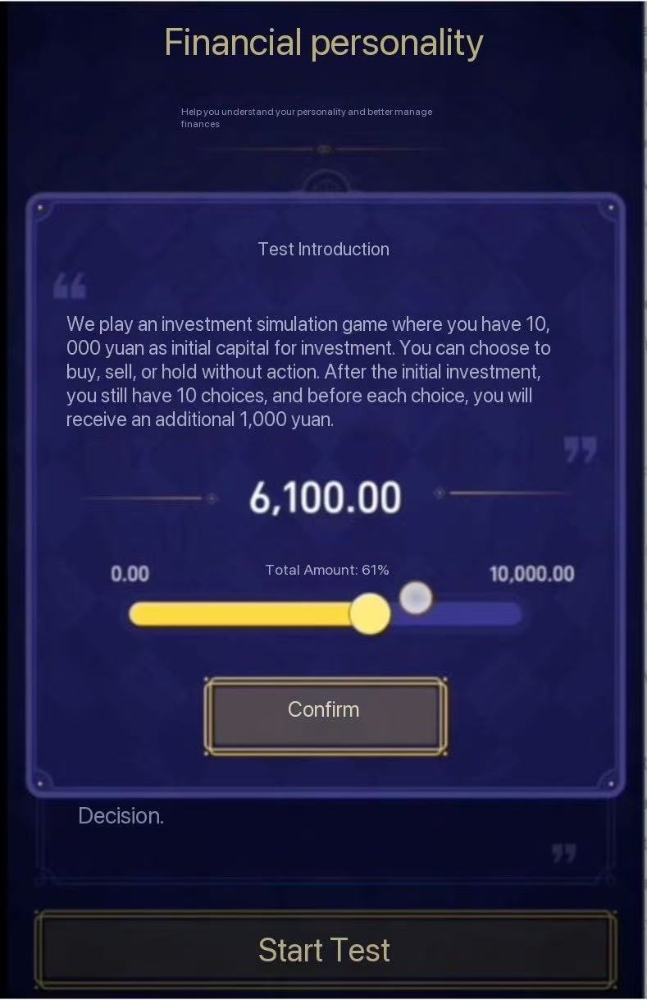 Financial personality
Help you understand your personality and better manage
finances
Test Introduction
We play an investment simulation game where you have 10,
000 yuan as initial capital for investment. You can choose to
buy, sell, or hold without action. After the initial investment,
you still have 10 choices, and before each choice, you will
receive an additional 1,000 yuan.
6,100.00
0.00 Total Amount: 61% 10,000.00
Confirm
Decision.
Start Test